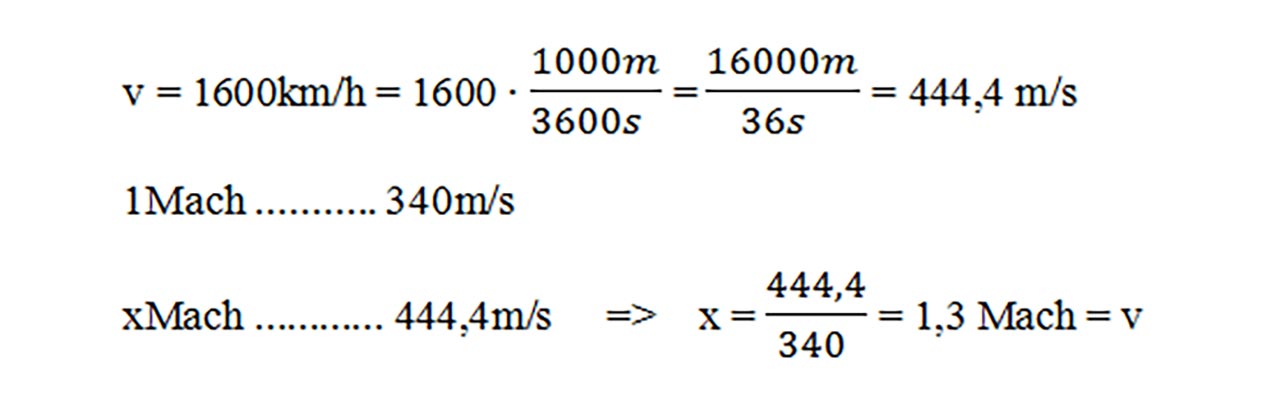 v = 1600km/h = 1600 · 1000m/3600s = 16000m/36s = 444,4 m/s
1Mach ........... 340m/s
xMach ............ 444,4m/s => x = 444,4/340 = 1,3 Mach = v